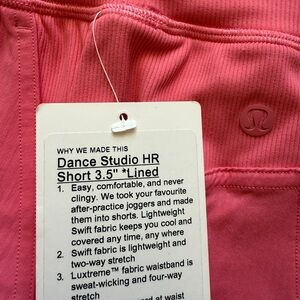 WHY WE MADE THIS
Dance Studio HR
Short 3.5" *Lined
1. Easy, comfortable, and never
clingy. We took your favourite
after-practice joggers and made
them into shorts. Lightweight
Swift fabric keeps you cool and
covered any time, any where
2. Swift fabric is lightweight and
two-way stretch
3. Luxtreme™ fabric waistband is
sweat-wicking and four-way
stretch
at waist